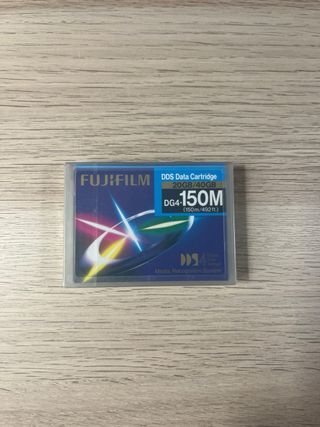 FUJIFILM
DDS Data Cartridge
20GB/40GB
DG4-150M
(150m/492ft.)
DDS4
Media Recognition System